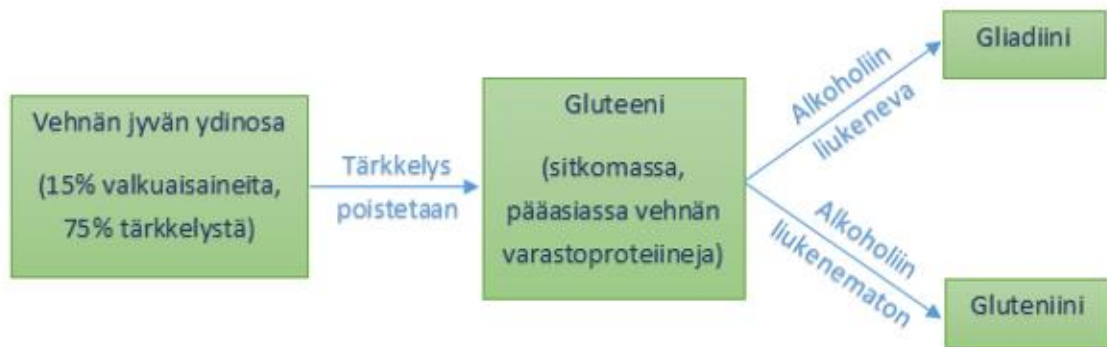 Vehnän jyvän ydinosa
(15% valkuaisaineita,
75% tärkkelystä)
Tärkkelys
poistetaan
Gluteeni
(sitkomassa,
pääasiassa vehnän
varastoproteiineja)
Alkoholiin
liukeneva
Gliadiini
Alkoholiin
liukenematon
Gluteniini